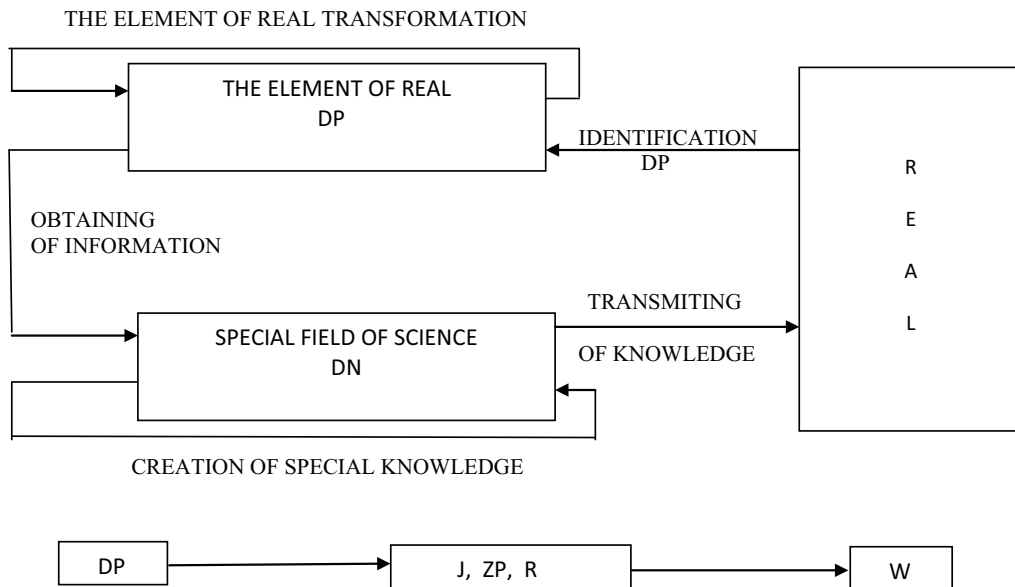 THE ELEMENT OF REAL TRANSFORMATION
THE ELEMENT OF REAL
DP
IDENTIFICATION
DP
R
E
A
L
OBTAINING
OF INFORMATION
TRANSMITING
OF KNOWLEDGE
SPECIAL FIELD OF SCIENCE
DN
CREATION OF SPECIAL KNOWLEDGE
DP
J, ZP, R
W